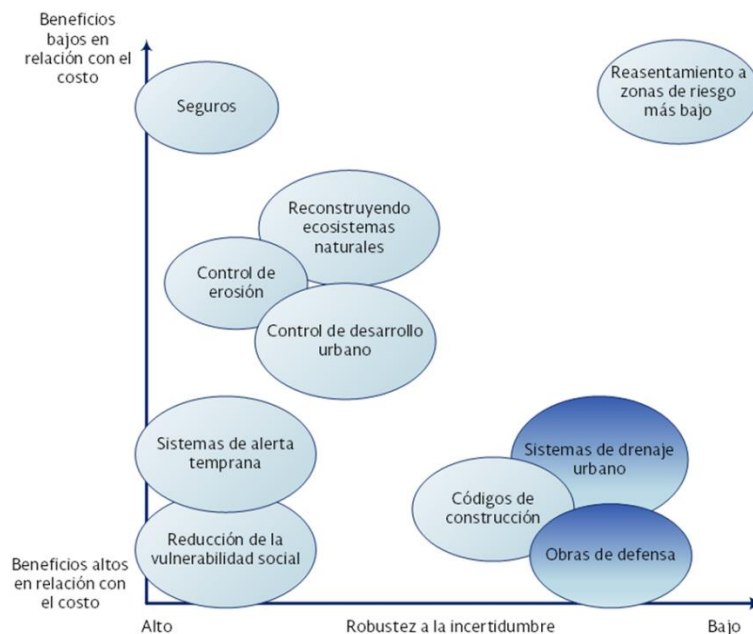 Beneficios
bajos en
relación con el
costo
Seguros
Reasentamiento a
zonas de riesgo
más bajo
Reconstruyendo
ecosistemas
naturales
Control de
erosión
Control de desarrollo
urbano
Sistemas de alerta
temprana
Sistemas de drenaje
urbano
Códigos de
construcción
Reducción de la
vulnerabilidad social
Obras de defensa
Beneficios altos
en relación con
el costo
Alto
Robustez a la incertidumbre
Bajo